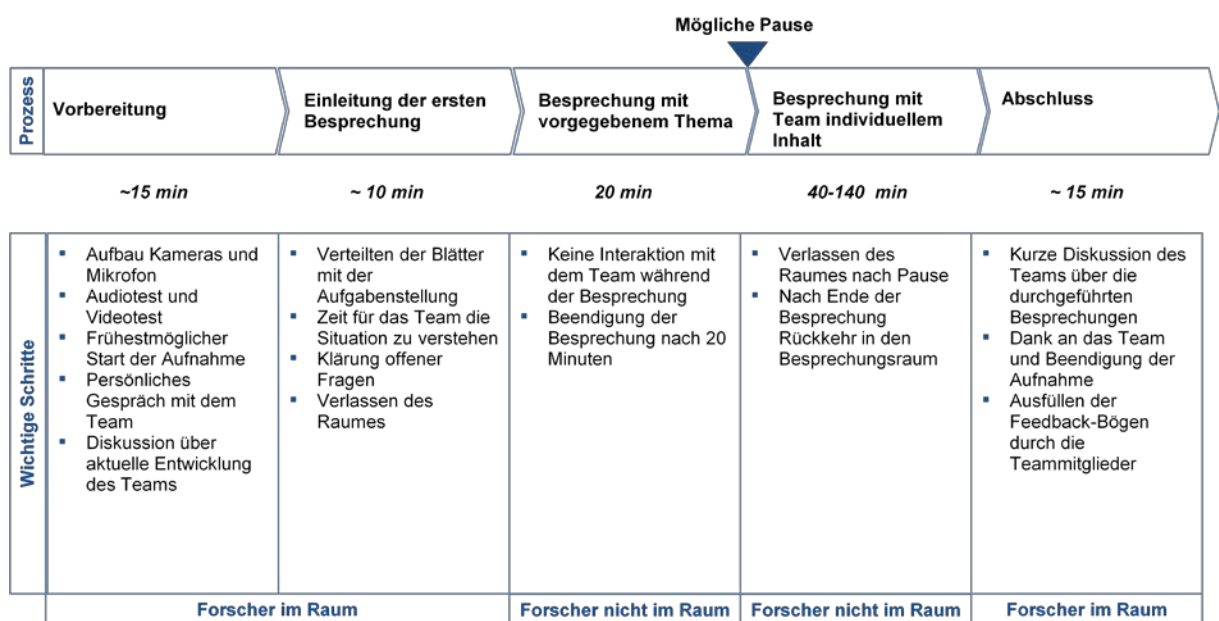 Mögliche Pause
Prozess
Vorbereitung
Einleitung der ersten
Besprechung
Besprechung mit
vorgegebenem Thema
Besprechung mit
Team individuellem
Inhalt
Abschluss
~15 min
~ 10 min
20 min
40-140 min
~ 15 min
Wichtige Schritte
▪ Aufbau Kameras und
Mikrofon
▪ Audiotest und
Videotest
▪ Frühestmöglicher
Start der Aufnahme
▪ Persönliches
Gespräch mit dem
Team
▪ Diskussion über
aktuelle Entwicklung
des Teams
▪ Verteilten der Blätter
mit der
Aufgabenstellung
▪ Zeit für das Team die
Situation zu verstehen
▪ Klärung offener
Fragen
▪ Verlassen des
Raumes
▪ Keine Interaktion mit
dem Team während
der Besprechung
▪ Beendigung der
Besprechung nach 20
Minuten
▪ Verlassen des
Raumes nach Pause
▪ Nach Ende der
Besprechung
Rückkehr in den
Besprechungsraum
▪ Kurze Diskussion des
Teams über die
durchgeführten
Besprechungen
▪ Dank an das Team
und Beendigung der
Aufnahme
▪ Ausfüllen der
Feedback-Bögen
durch die
Teammitglieder
Forscher im Raum
Forscher nicht im Raum
Forscher nicht im Raum
Forscher im Raum